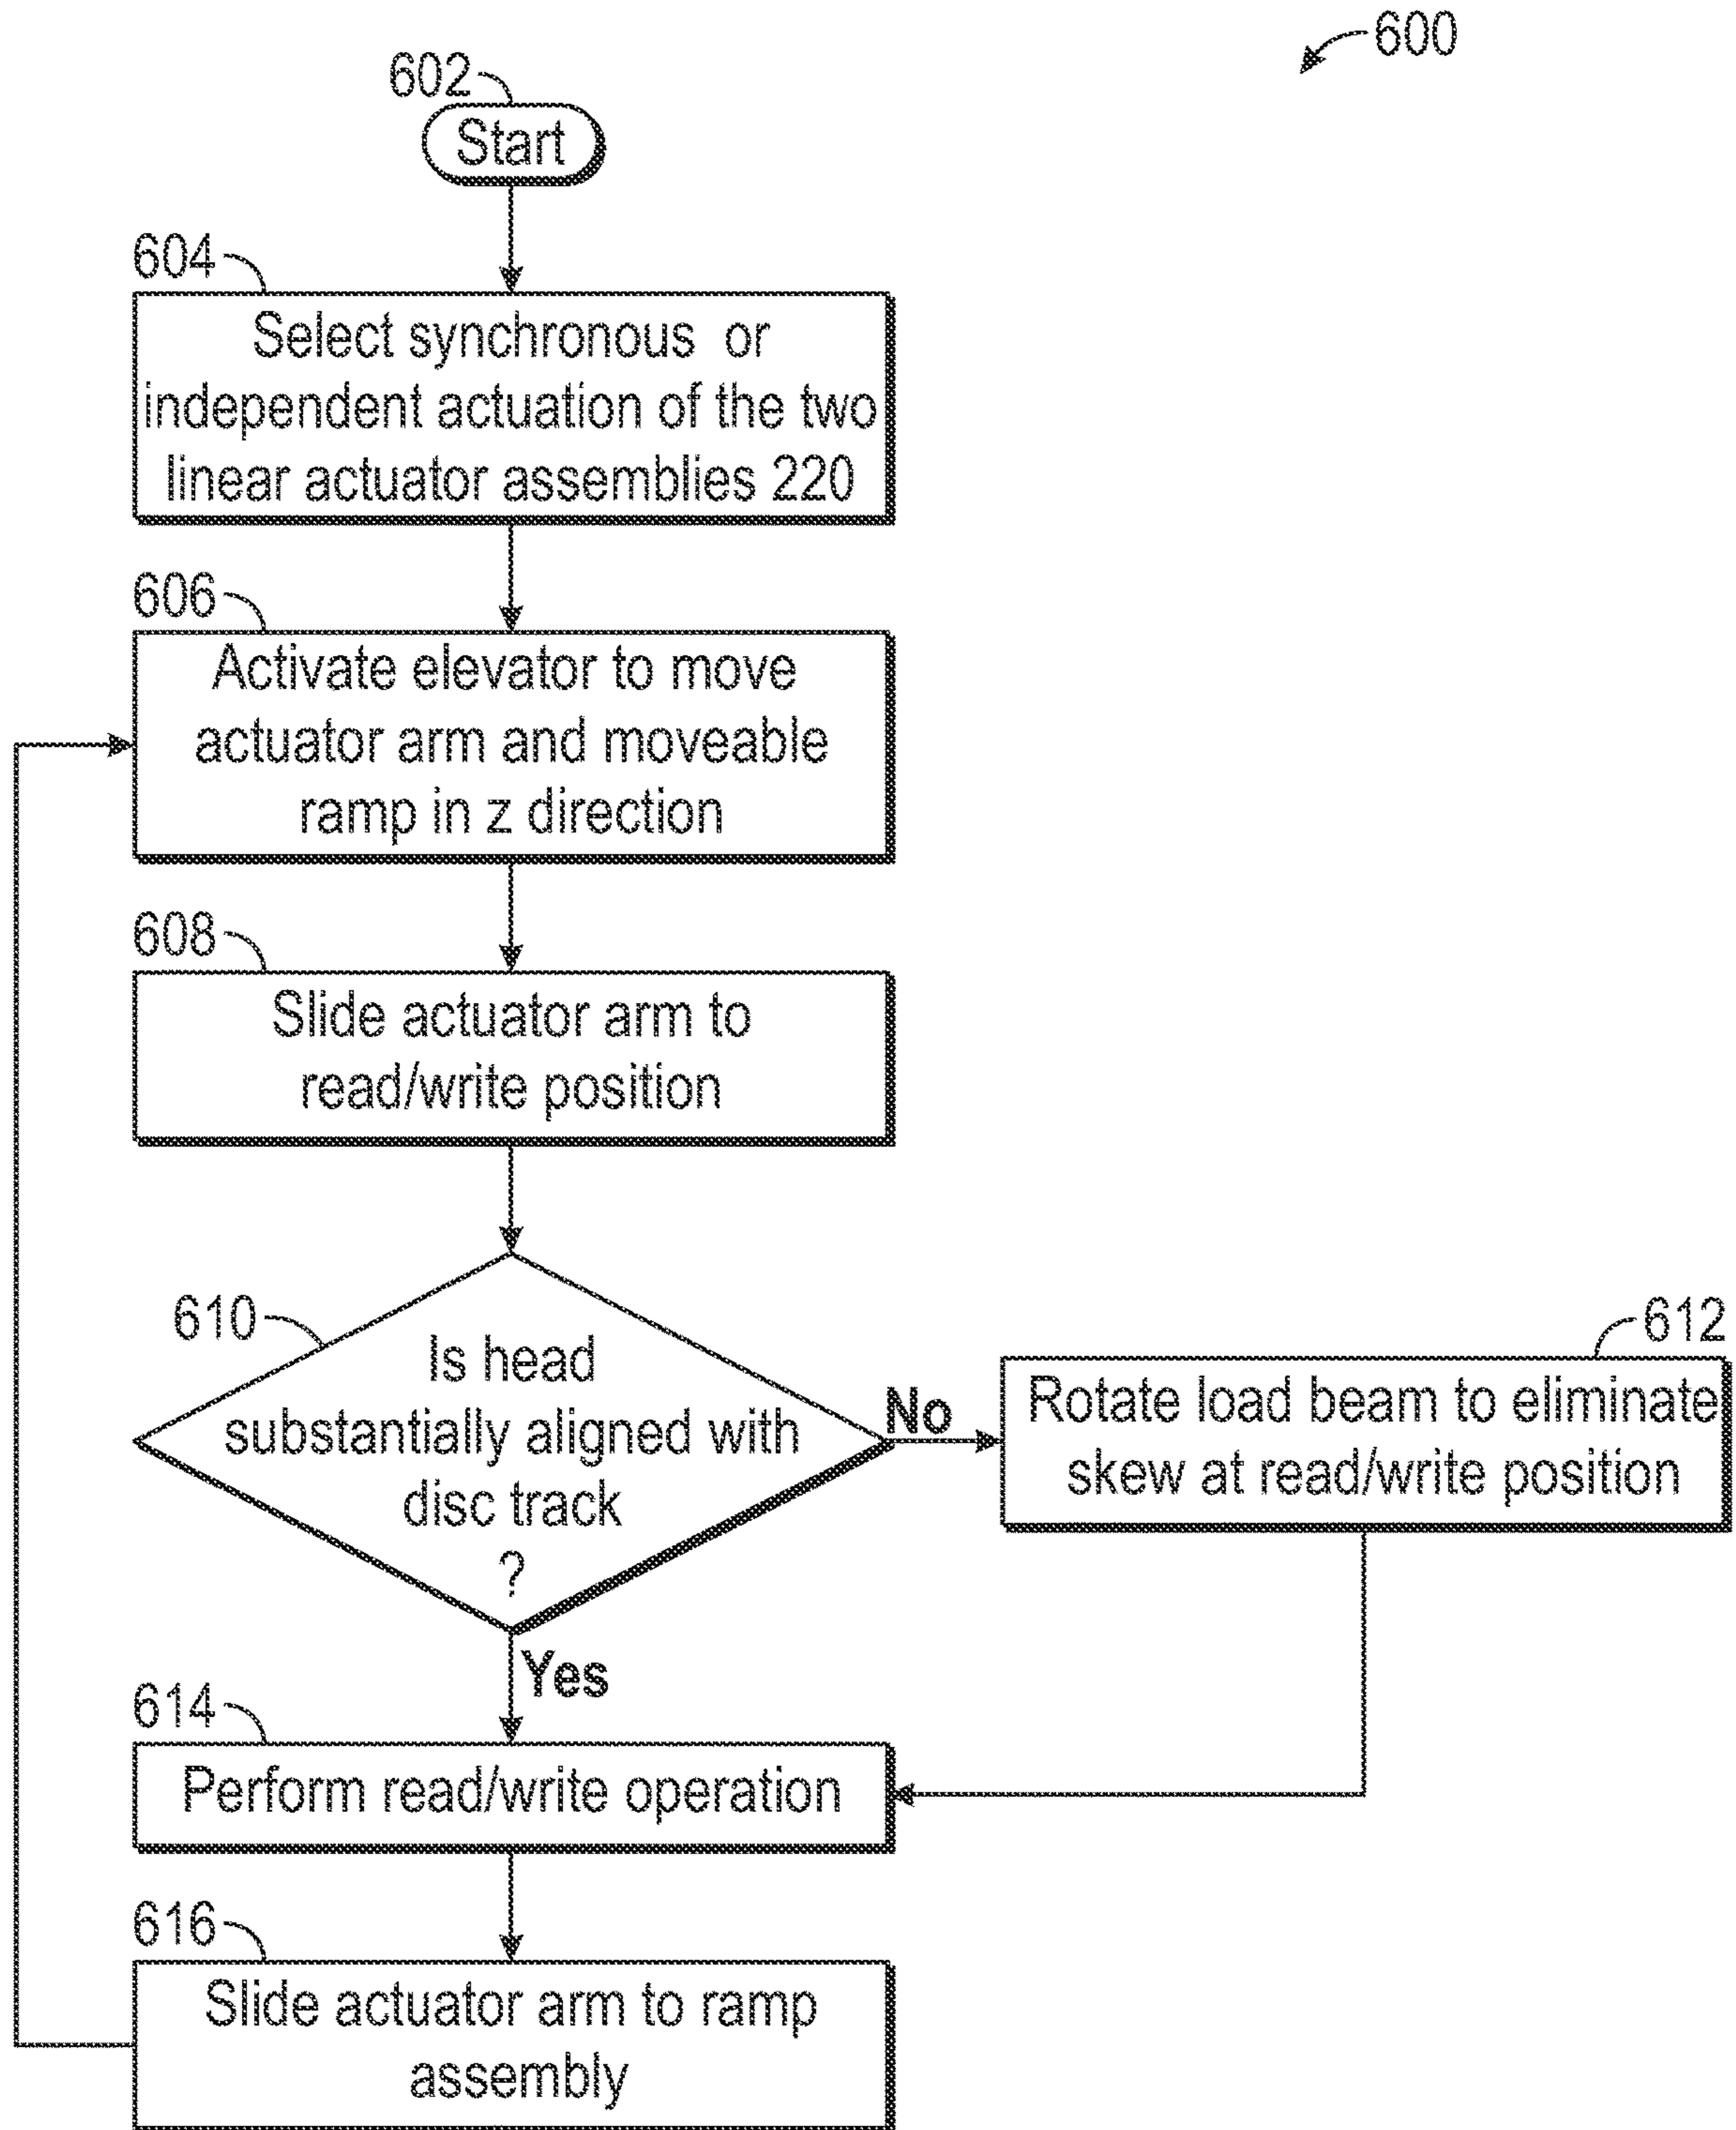 600
602
Start
604
Select synchronous or
independent actuation of the two
linear actuator assemblies 220
606
Activate elevator to move
actuator arm and moveable
ramp in z direction
608
Slide actuator arm to
read/write position
610
Is head
substantially aligned with
disc track
?
No
612
Rotate load beam to eliminate
skew at read/write position
Yes
614
Perform read/write operation
616
Slide actuator arm to ramp
assembly